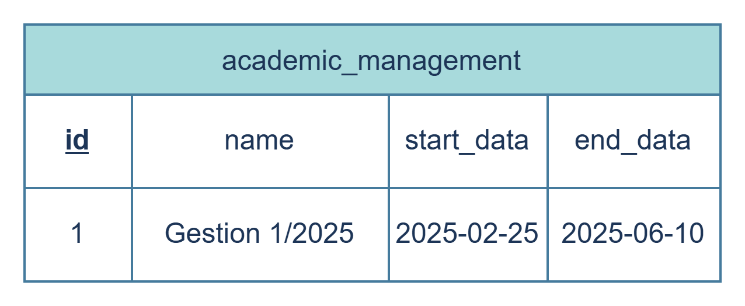 academic_management
id name start_data end_data
1 Gestion 1/2025 2025-02-25 2025-06-10